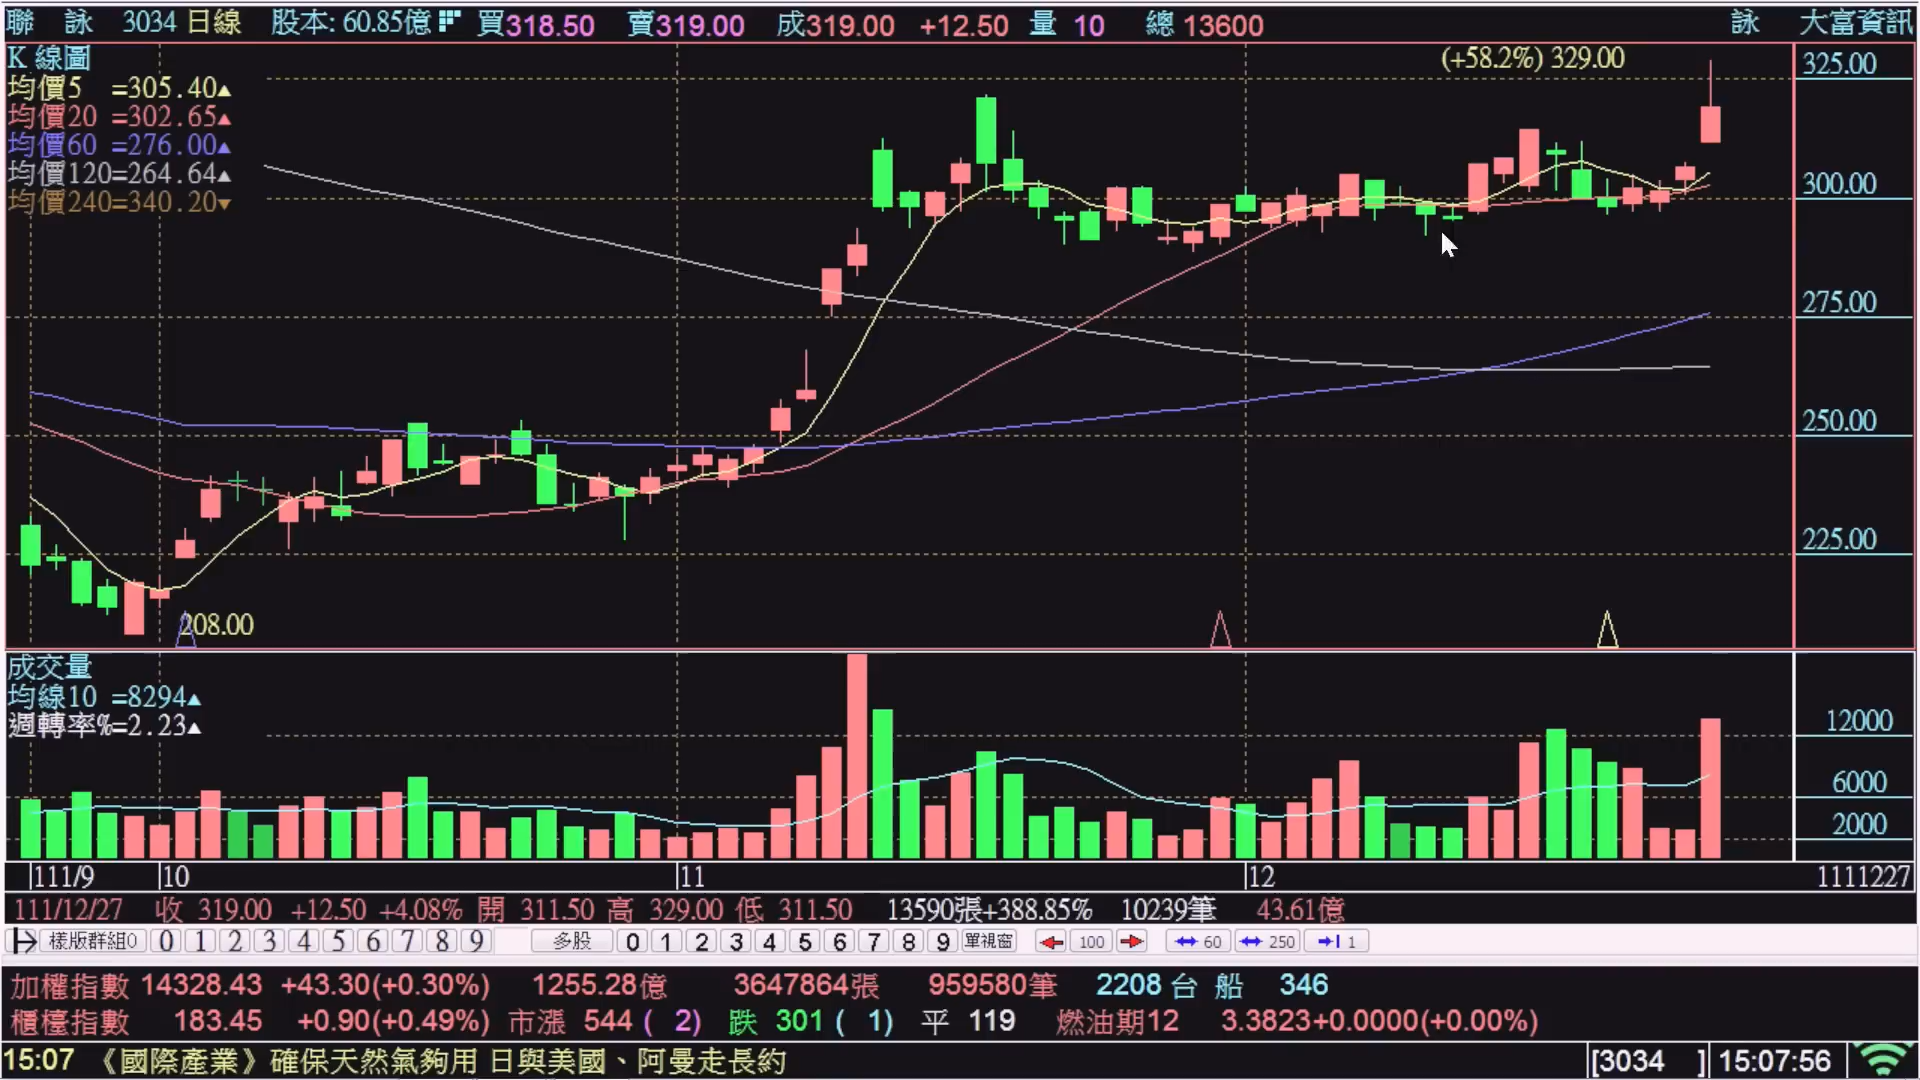 聯 詠 3034 日線 股本: 60.85億 買318.50 賣319.00 成319.00 +12.50 量 10 總 13600 詠 大富資訊
K 線圖
(+58.2%) 329.00
均價5 =305.40▲
均價20 =302.65▲
均價60 =276.00▲
均價120=264.64▲
均價240=340.20▼
325.00
300.00
275.00
250.00
225.00
208.00
成交量
均線10 =8294▲
週轉率%=2.23▲
12000
6000
2000
111/9 10 11 12 1111227
111/12/27 收 319.00 +12.50 +4.08% 開 311.50 高 329.00 低 311.50 13590張+388.85% 10239筆 43.61億
樣版群組0 0 1 2 3 4 5 6 7 8 9 多股 0 1 2 3 4 5 6 7 8 9 單視窗 100 60 250 1
加權指數 14328.43 +43.30(+0.30%) 1255.28億 3647864張 959580筆 2208 台 船 346
櫃檯指數 183.45 +0.90(+0.49%) 市漲 544 ( 2) 跌 301 ( 1) 平 119 燃油期12 3.3823+0.0000(+0.00%)
15:07 《國際產業》確保天然氣夠用 日與美國、阿曼走長約 [3034 ] 15:07:56